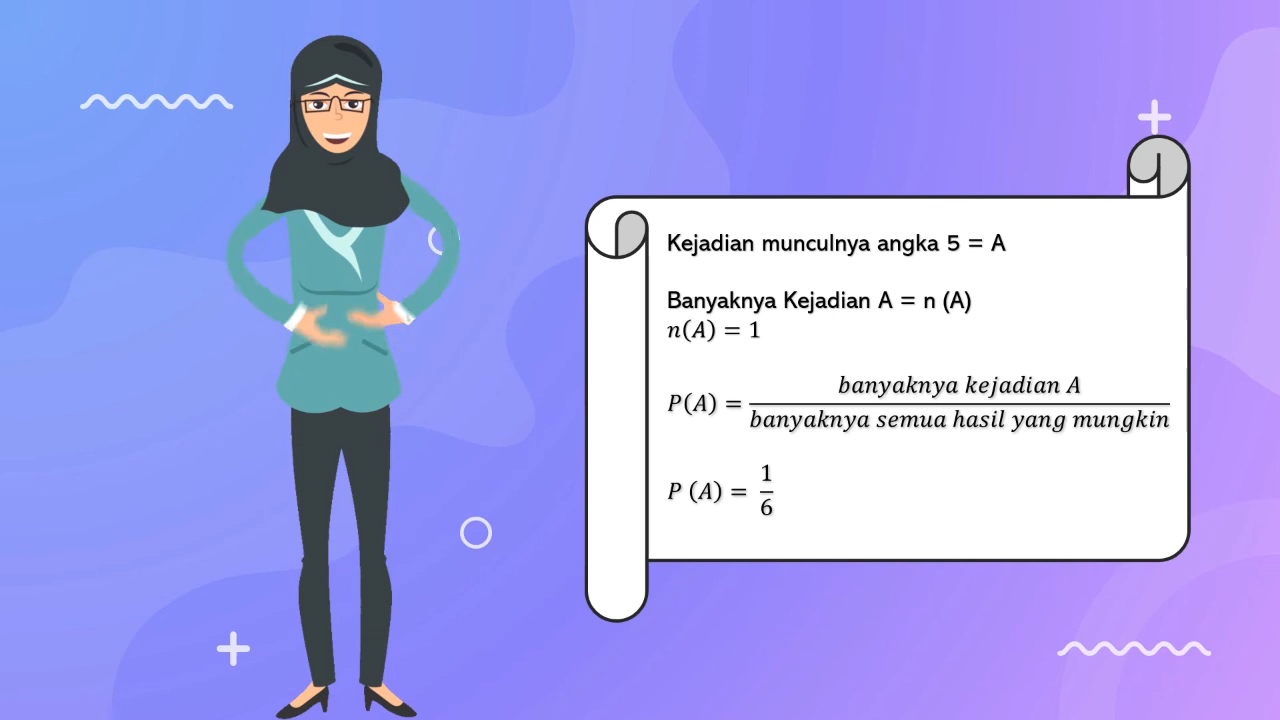 Kejadian munculnya angka 5 = A
Banyaknya Kejadian A = n (A)
n(A) = 1
P(A) = banyaknya kejadian A / banyaknya semua hasil yang mungkin
P (A) = 1/6